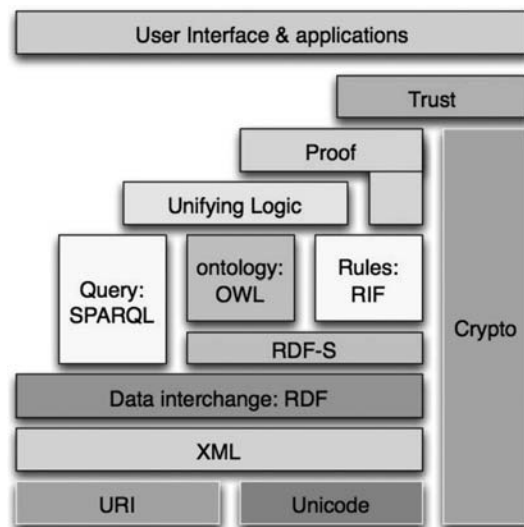 User Interface & applications
Trust
Proof
Unifying Logic
Query:
SPARQL
ontology:
OWL
Rules:
RIF
Crypto
RDF-S
Data interchange: RDF
XML
URI
Unicode